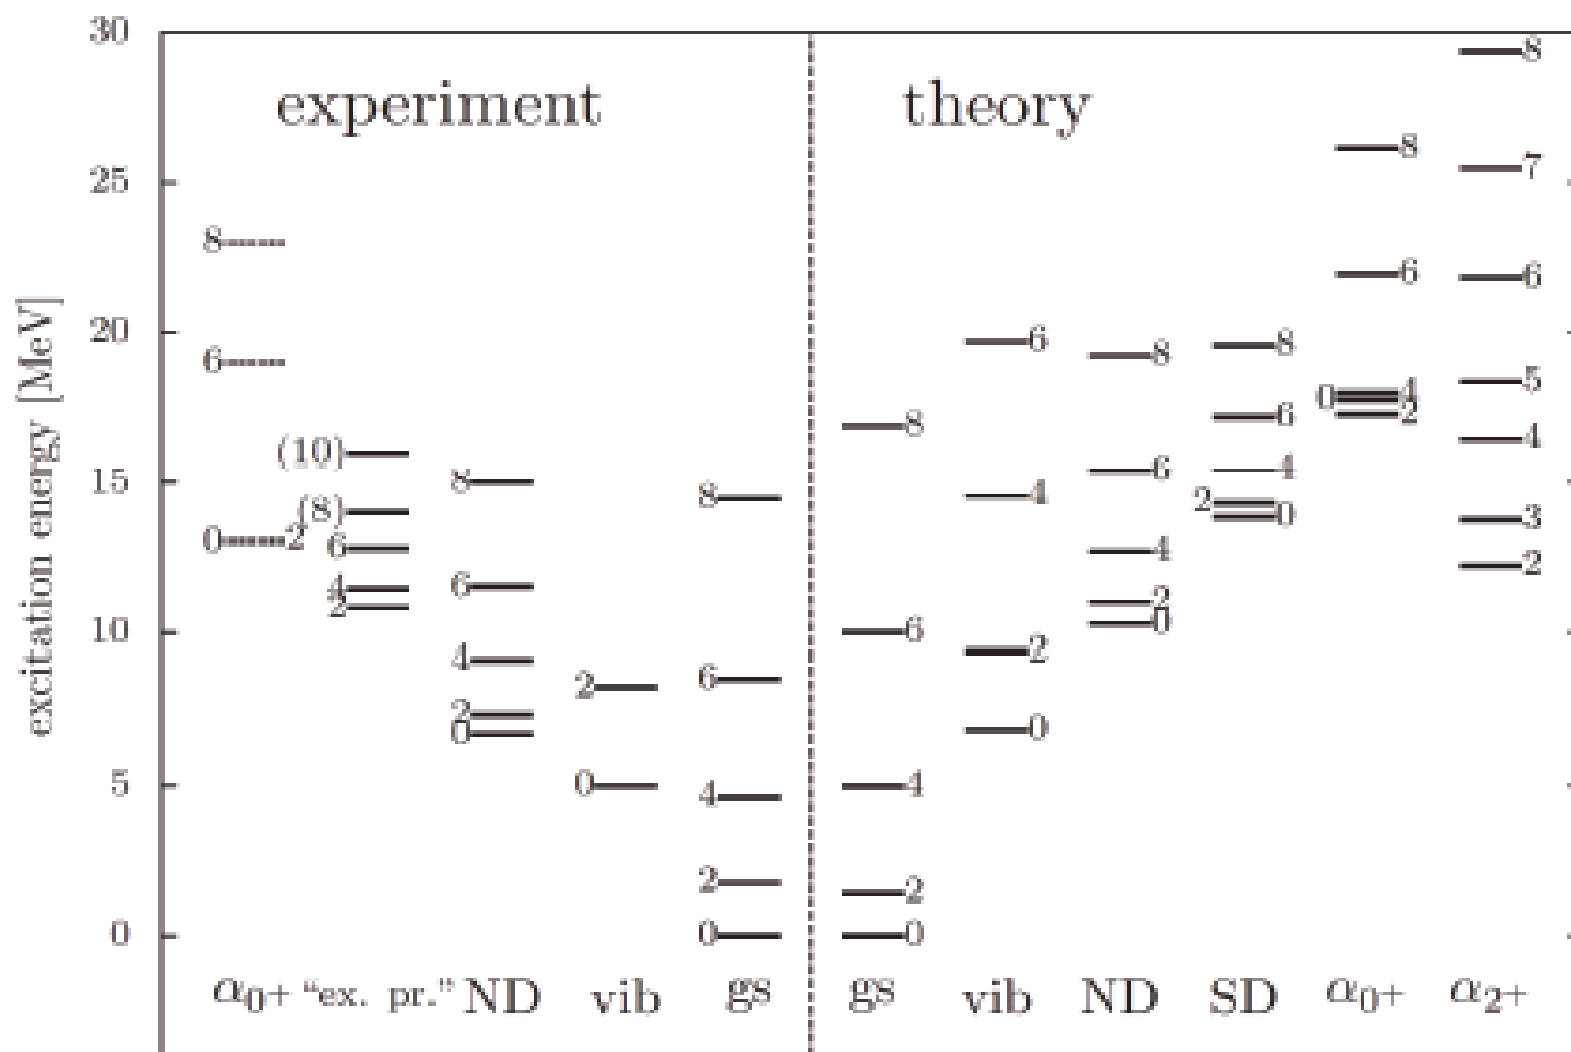 30
experiment theory
8
8
25 7
8 8
6 6
20 6 8 8
6
6 5
0 4
2
8 4
(10) 6 6 4
15 8 8 4
(8) 2
0 3
0 2 6 4 2
4 6
2 2
10 6 0
4 2
2 6
0 2 0
5 0 4 4
2 2
0 0 0
α0+ “ex. pr.” ND vib gs gs vib ND SD α0+ α2+
excitation energy [MeV]